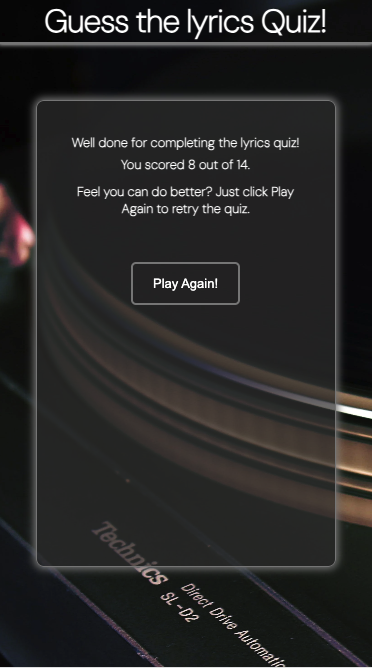 Guess the lyrics Quiz!
Well done for completing the lyrics quiz!
You scored 8 out of 14.
Feel you can do better? Just click Play
Again to retry the quiz.
Play Again!
Technics
SL-D2
Direct Drive Automatic